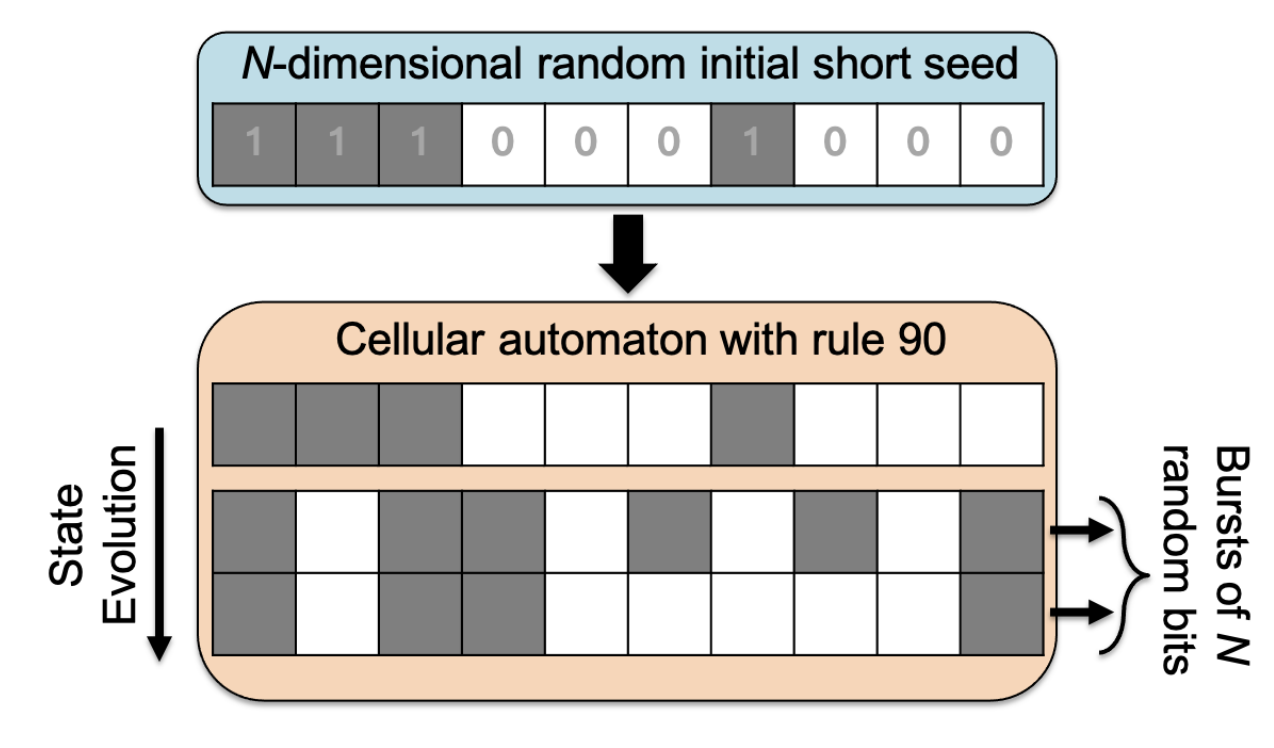 N-dimensional random initial short seed
1 1 1 0 0 0 1 0 0 0
Cellular automaton with rule 90
State
Evolution
Bursts of N
random bits